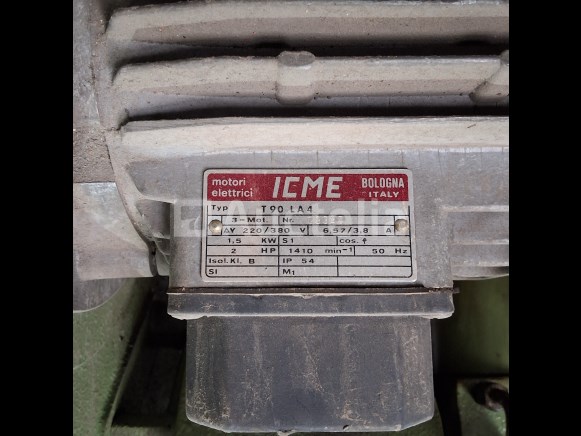 motori elettrici ICME BOLOGNA ITALY
Typ T 90 LA4
3-Mot. Nr.
ΔY 220/380 V 6.57/3.8 A
1,5 KW S1 cos. φ
2 HP 1410 min-1 50 Hz
Isol.Kl. B IP 54
SI M1